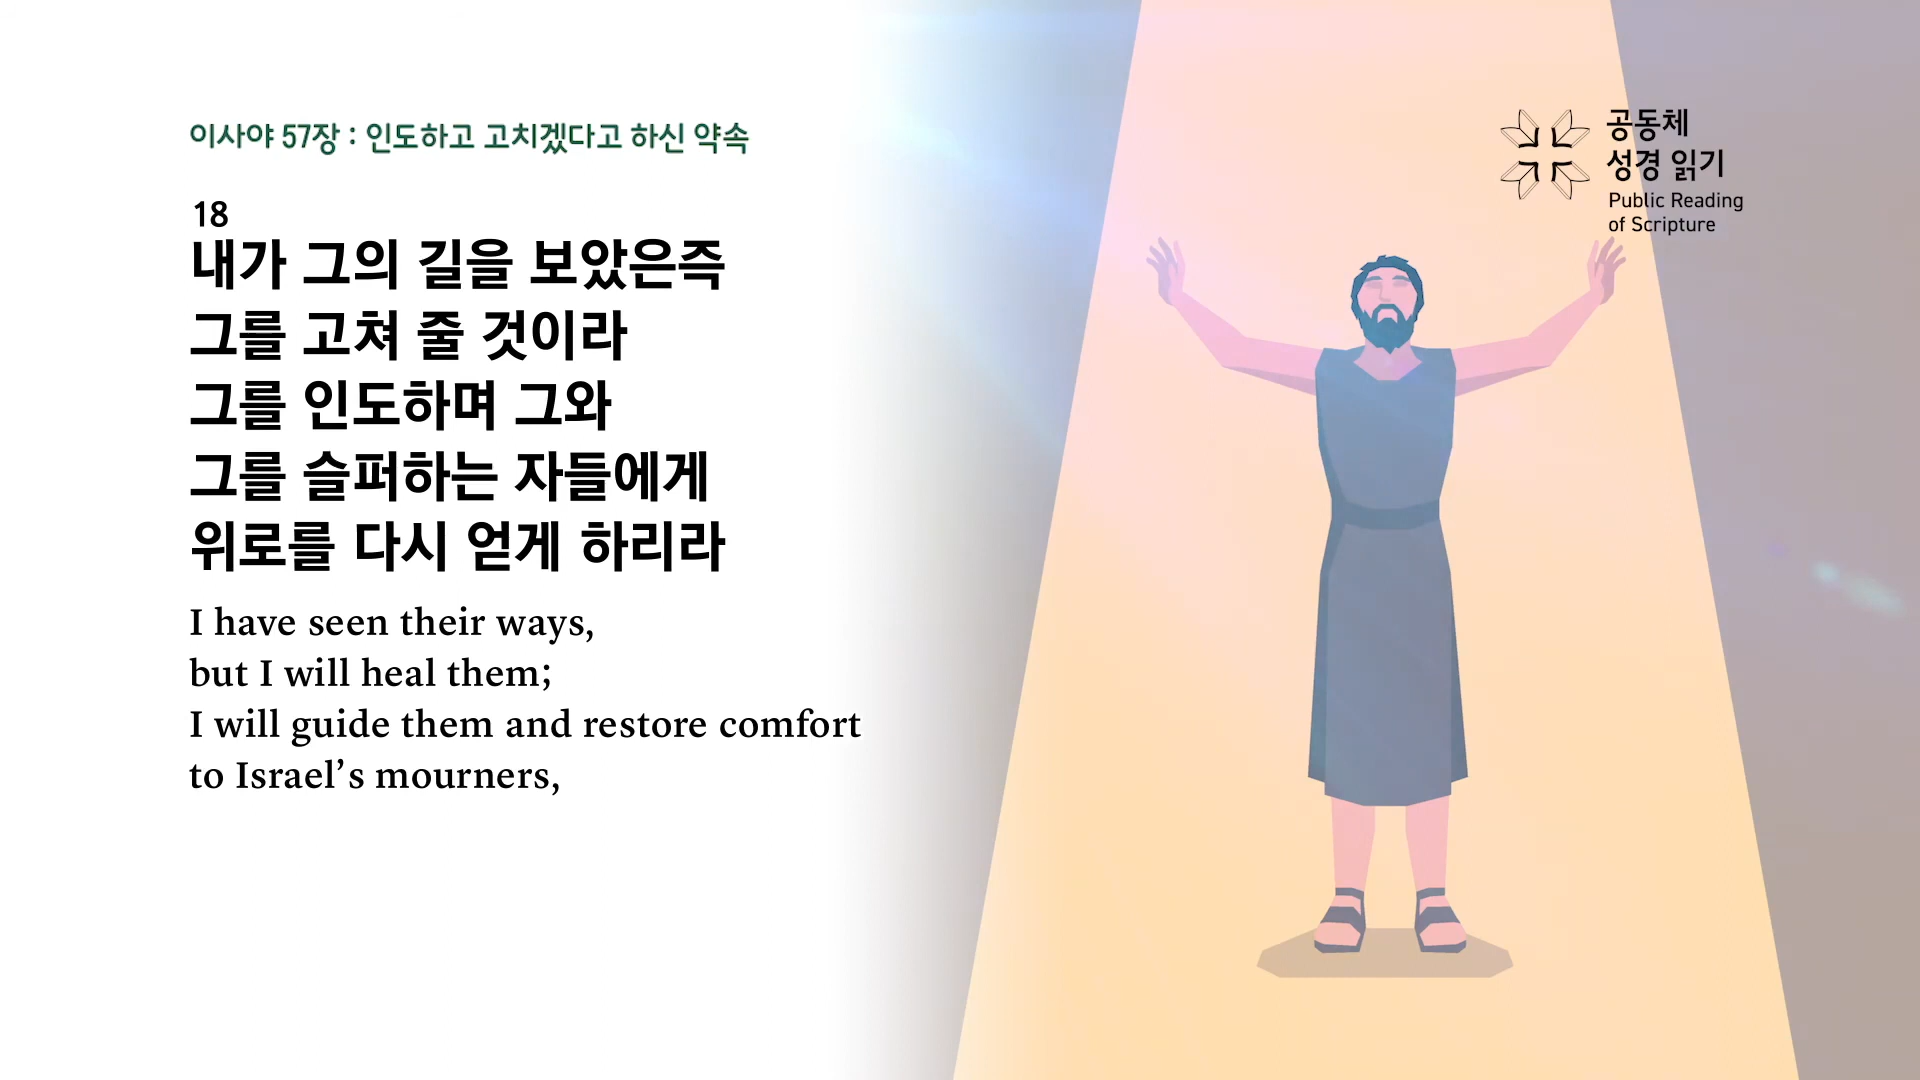 이사야 57장 : 인도하고 고치겠다고 하신 약속
18
내가 그의 길을 보았은즉
그를 고쳐 줄 것이라
그를 인도하며 그와
그를 슬퍼하는 자들에게
위로를 다시 얻게 하리라
I have seen their ways,
but I will heal them;
I will guide them and restore comfort
to Israel’s mourners,
공동체
성경 읽기
Public Reading
of Scripture